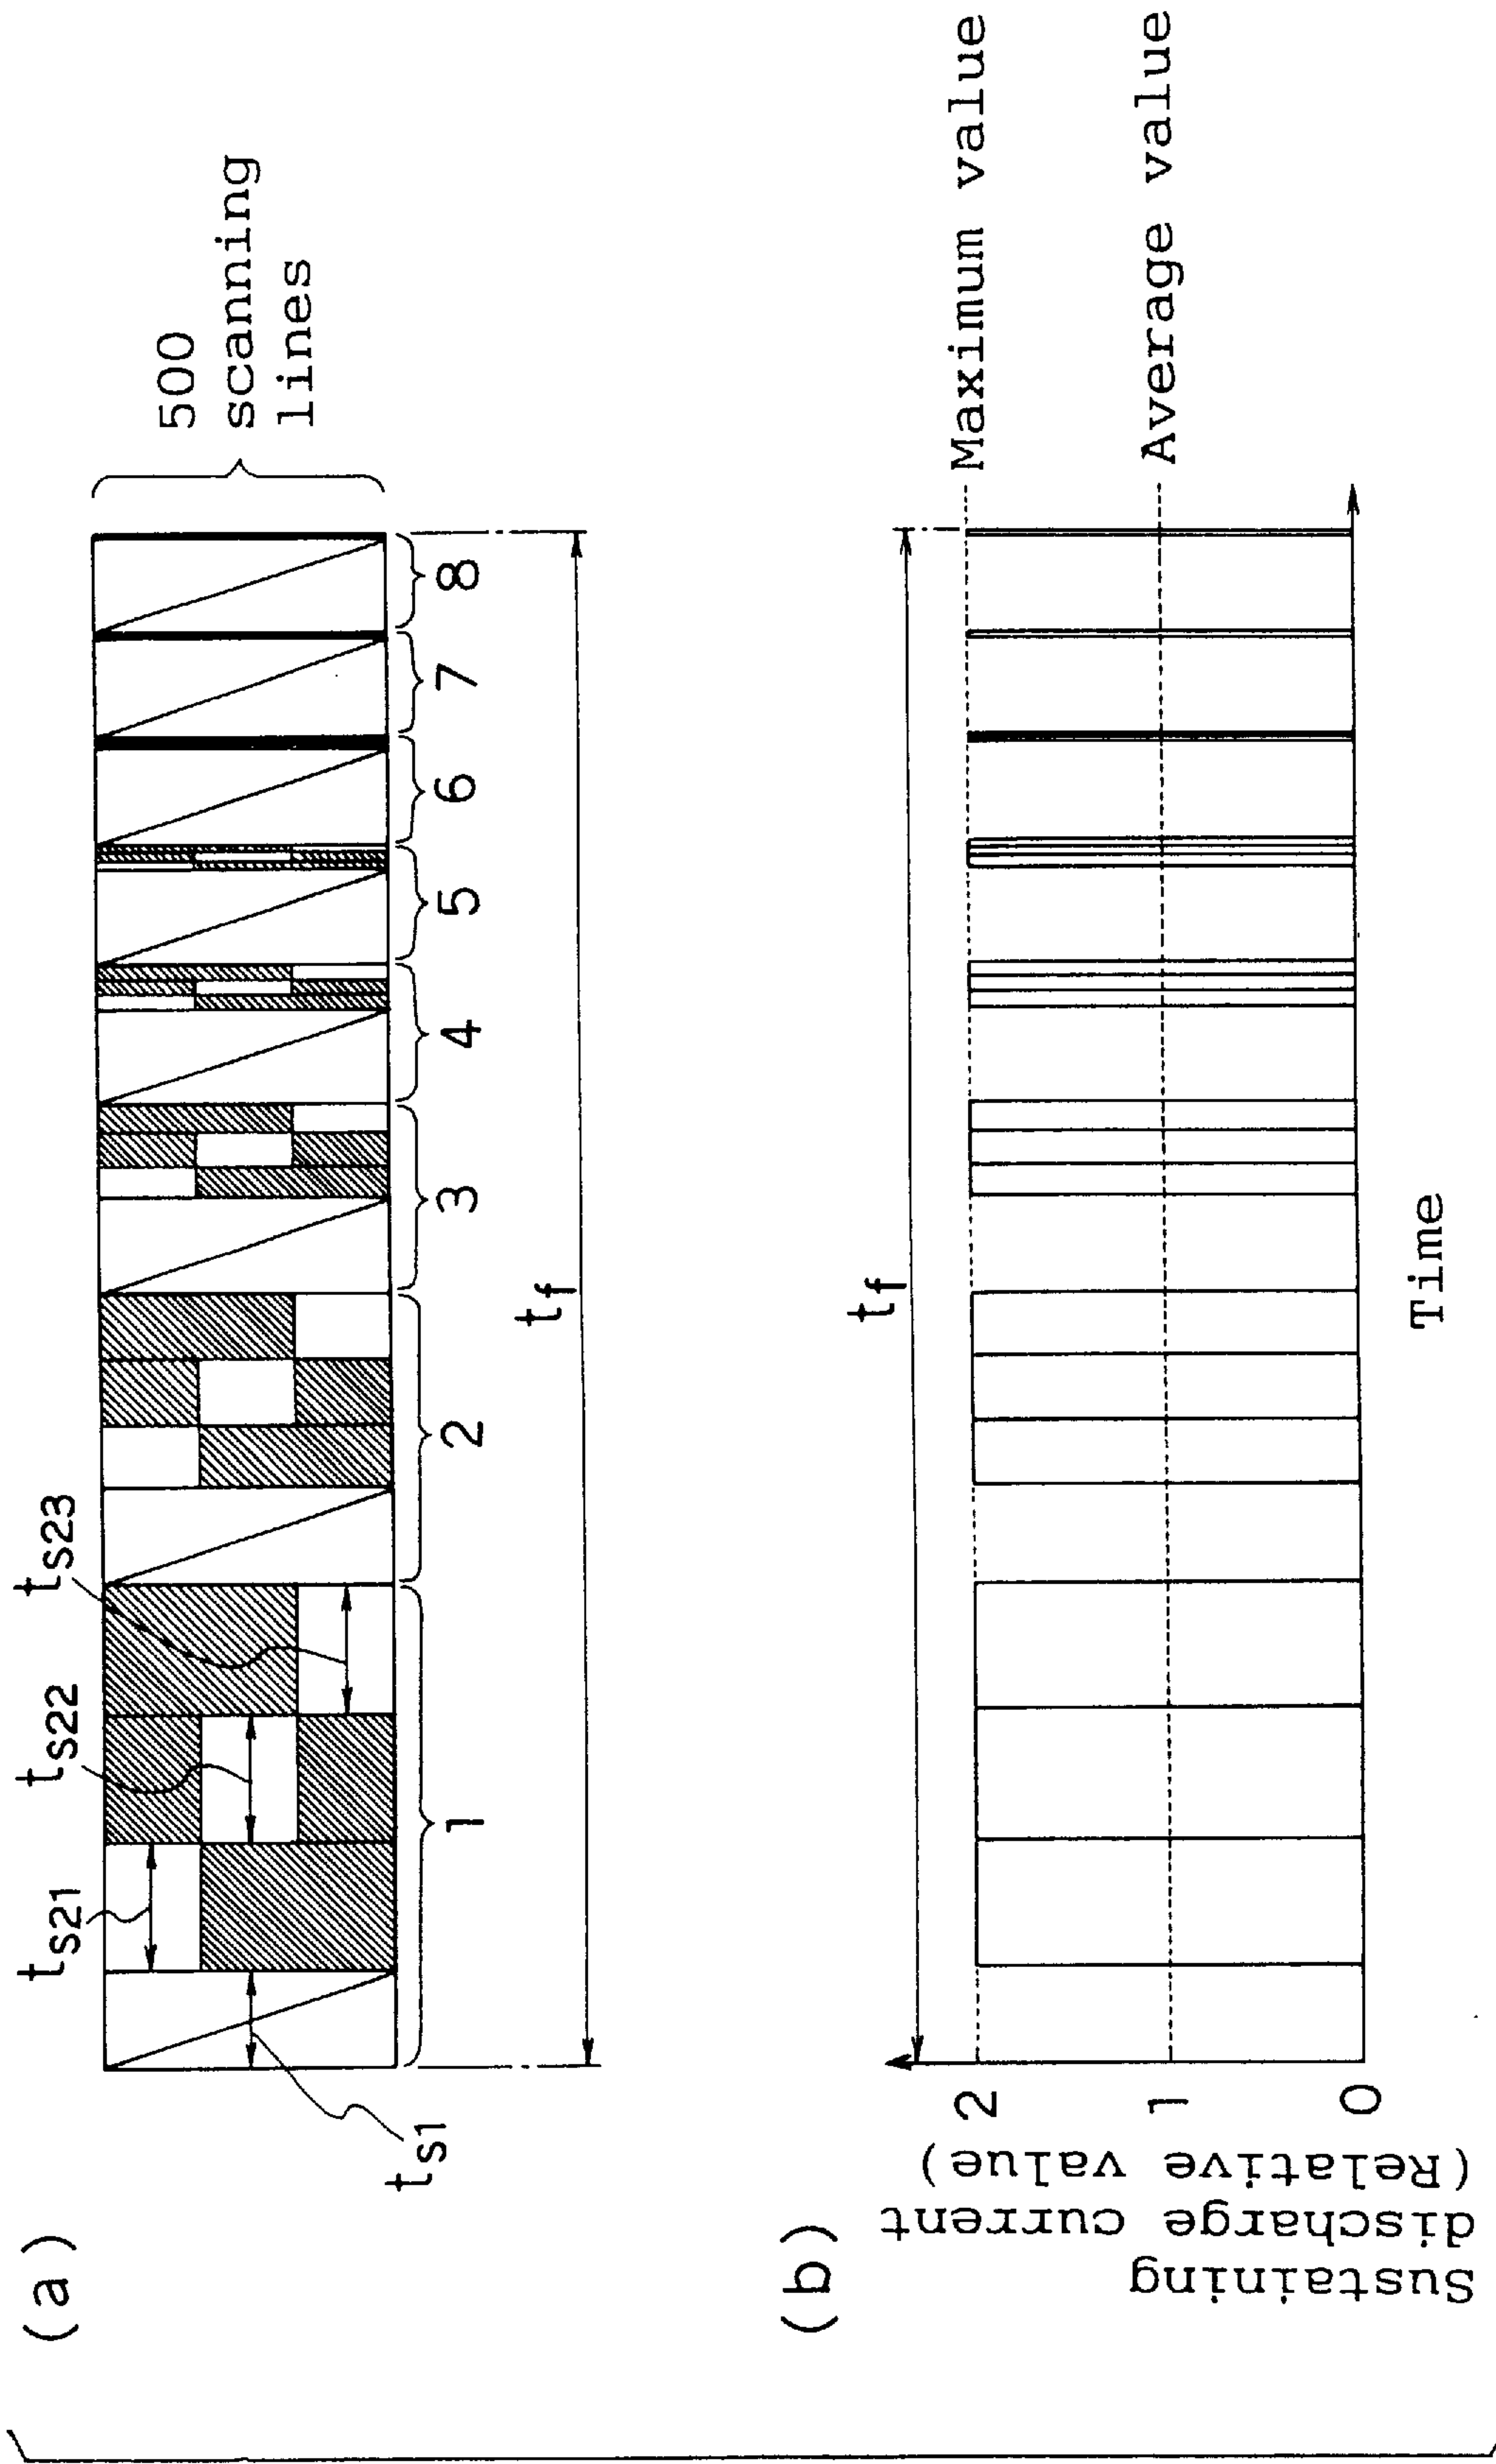 (a)
500
scanning
lines
t_s1
t_s21
t_s22
t_s23
1
2
3
4
5
6
7
8
t_f
(b)
Sustaining
discharge current
(Relative value)
2
1
0
t_f
Maximum value
Average value
Time